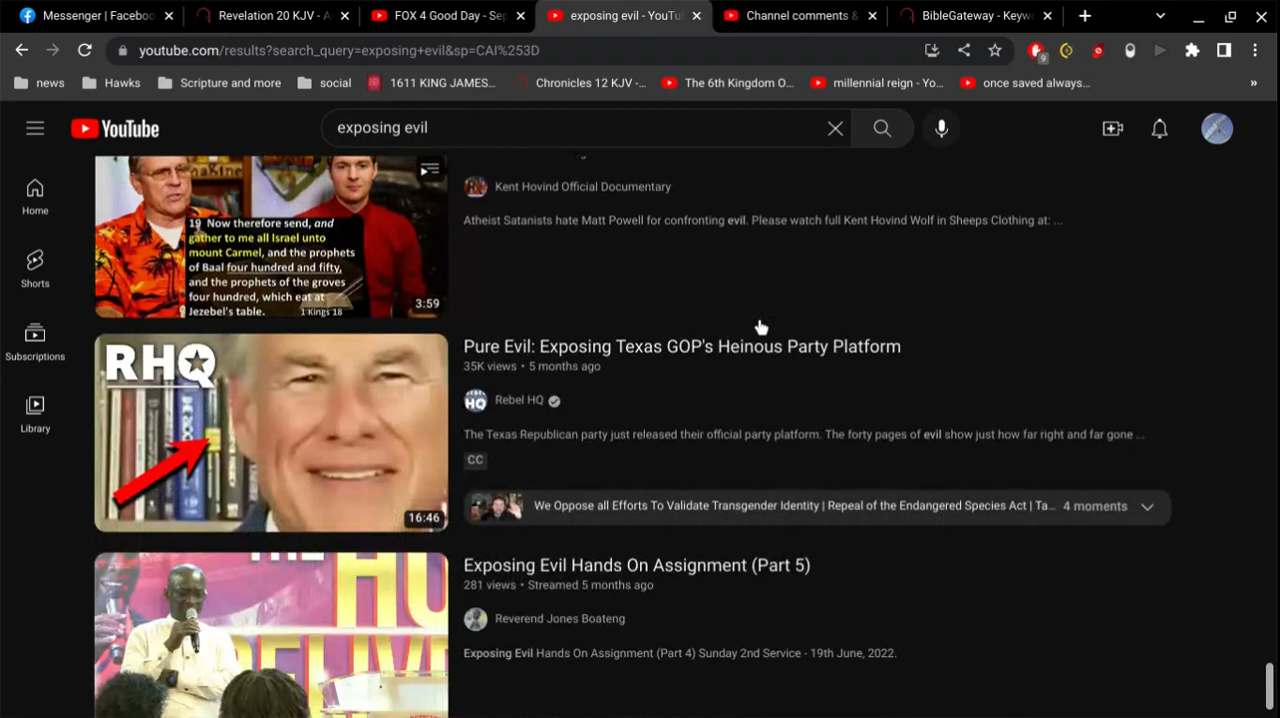 Messenger | Faceboo
Revelation 20 KJV - A
FOX 4 Good Day - Sep
exposing evil - YouTu
Channel comments &
BibleGateway - Keyw
youtube.com/results?search_query=exposing+evil&sp=CAI%253D
9
news
Hawks
Scripture and more
social
1611 KING JAMES...
Chronicles 12 KJV -...
The 6th Kingdom O...
millennial reign - Yo...
once saved always...
»
YouTube
exposing evil
Home
Shorts
Subscriptions
Library
19 Now therefore send, and
gather to me all Israel unto
mount Carmel, and the prophets
of Baal four hundred and fifty,
and the prophets of the groves
four hundred, which eat at
Jezebel's table.
1 Kings 18
3:59
Kent Hovind Official Documentary
Atheist Satanists hate Matt Powell for confronting evil. Please watch full Kent Hovind Wolf in Sheeps Clothing at: ...
RHQ
16:46
Pure Evil: Exposing Texas GOP's Heinous Party Platform
35K views • 5 months ago
HQ
Rebel HQ
The Texas Republican party just released their official party platform. The forty pages of evil show just how far right and far gone ...
CC
We Oppose all Efforts To Validate Transgender Identity | Repeal of the Endangered Species Act | Ta...
4 moments
Exposing Evil Hands On Assignment (Part 5)
281 views • Streamed 5 months ago
Reverend Jones Boateng
Exposing Evil Hands On Assignment (Part 4) Sunday 2nd Service - 19th June, 2022.